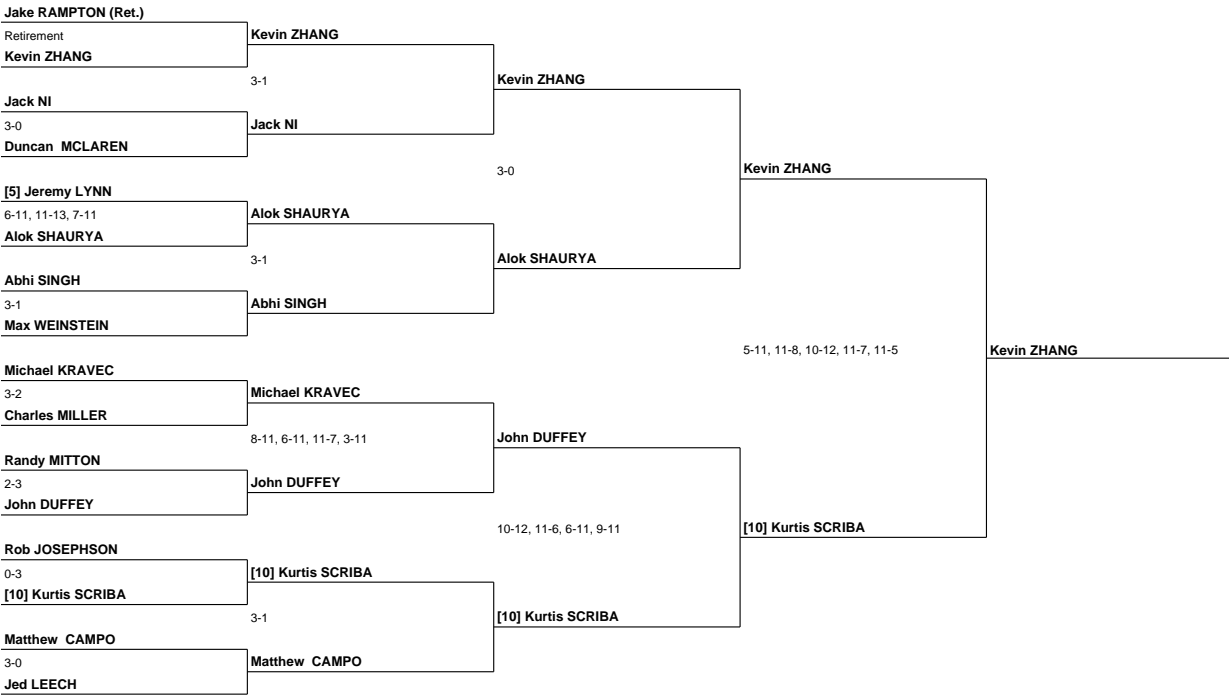 Jake RAMPTON (Ret.)
Retirement
Kevin ZHANG
Kevin ZHANG
3-1
Kevin ZHANG
Jack NI
3-0
Jack NI
Duncan  MCLAREN
3-0
Kevin ZHANG
[5] Jeremy LYNN
6-11, 11-13, 7-11
Alok SHAURYA
Alok SHAURYA
3-1
Alok SHAURYA
Abhi SINGH
3-1
Abhi SINGH
Max WEINSTEIN
5-11, 11-8, 10-12, 11-7, 11-5
Kevin ZHANG
Michael KRAVEC
3-2
Michael KRAVEC
Charles MILLER
8-11, 6-11, 11-7, 3-11
John DUFFEY
Randy MITTON
2-3
John DUFFEY
John DUFFEY
10-12, 11-6, 6-11, 9-11
[10] Kurtis SCRIBA
Rob JOSEPHSON
0-3
[10] Kurtis SCRIBA
[10] Kurtis SCRIBA
3-1
[10] Kurtis SCRIBA
Matthew  CAMPO
3-0
Matthew  CAMPO
Jed LEECH